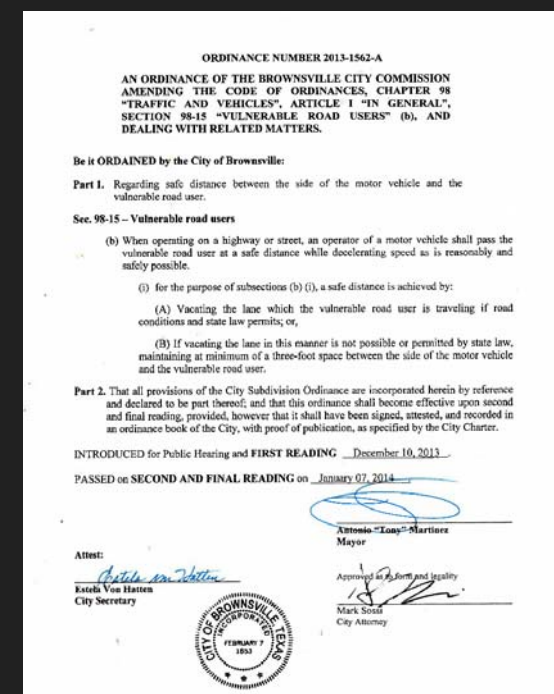 ORDINANCE NUMBER 2013-1562-A
AN ORDINANCE OF THE BROWNSVILLE CITY COMMISSION
AMENDING THE CODE OF ORDINANCES, CHAPTER 98
"TRAFFIC AND VEHICLES", ARTICLE I "IN GENERAL",
SECTION 98-15 "VULNERABLE ROAD USERS" (b), AND
DEALING WITH RELATED MATTERS.
Be it ORDAINED by the City of Brownsville:
Part 1. Regarding safe distance between the side of the motor vehicle and the
vulnerable road user.
Sec. 98-15 – Vulnerable road users
(b) When operating on a highway or street, an operator of a motor vehicle shall pass the
vulnerable road user at a safe distance while decelerating speed as is reasonably and
safely possible.
(i) for the purpose of subsections (b) (i), a safe distance is achieved by:
(A) Vacating the lane which the vulnerable road user is traveling if road
conditions and state law permits; or,
(B) If vacating the lane in this manner is not possible or permitted by state law,
maintaining at minimum of a three-foot space between the side of the motor vehicle
and the vulnerable road user.
Part 2. That all provisions of the City Subdivision Ordinance are incorporated herein by reference
and declared to be part thereof; and that this ordinance shall become effective upon second
and final reading, provided, however that it shall have been signed, attested, and recorded in
an ordinance book of the City, with proof of publication, as specified by the City Charter.
INTRODUCED for Public Hearing and FIRST READING December 10, 2013.
PASSED on SECOND AND FINAL READING on January 07, 2014
Antonio "Tony" Martinez
Mayor
Attest:
Estela Von Hatten
Estela Von Hatten
City Secretary
Approved as to form and legality
Mark Sossi
City Attorney
CITY OF BROWNSVILLE, TEXAS
INCORPORATED
FEBRUARY 7
1853